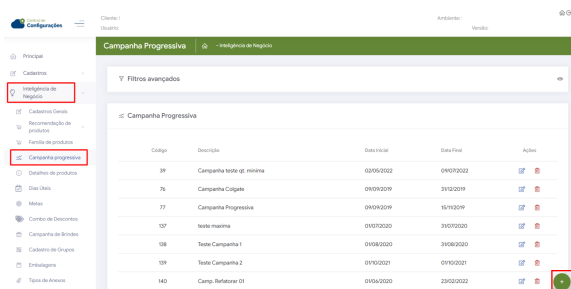 Central de
Configurações
Cliente: :
Usuário:
Ambiente: :
Versão:
Campanha Progressiva
- Inteligência de Negócio
Principal
Cadastros
Inteligência de
Negócio
Cadastros Gerais
Recomendação de
produtos
Família de produtos
Campanha progressiva
Detalhes de produtos
Dias Úteis
Metas
Combo de Descontos
Campanha de Brindes
Cadastro de Grupos
Embalagens
Tipos de Anexos
Filtros avançados
Campanha Progressiva
Código Descrição Data Inicial Data Final Ações
39 Campanha teste qt. minima 02/05/2022 09/07/2022
76 Campanha Colgate 09/09/2019 31/12/2019
77 Campanha Progressiva 09/09/2019 15/11/2019
137 teste maxima 01/07/2020 31/07/2020
138 Teste Campanha 1 01/08/2020 31/08/2020
139 Teste Campanha 2 01/10/2021 01/10/2021
140 Camp. Refatorar 01 01/06/2020 23/02/2022